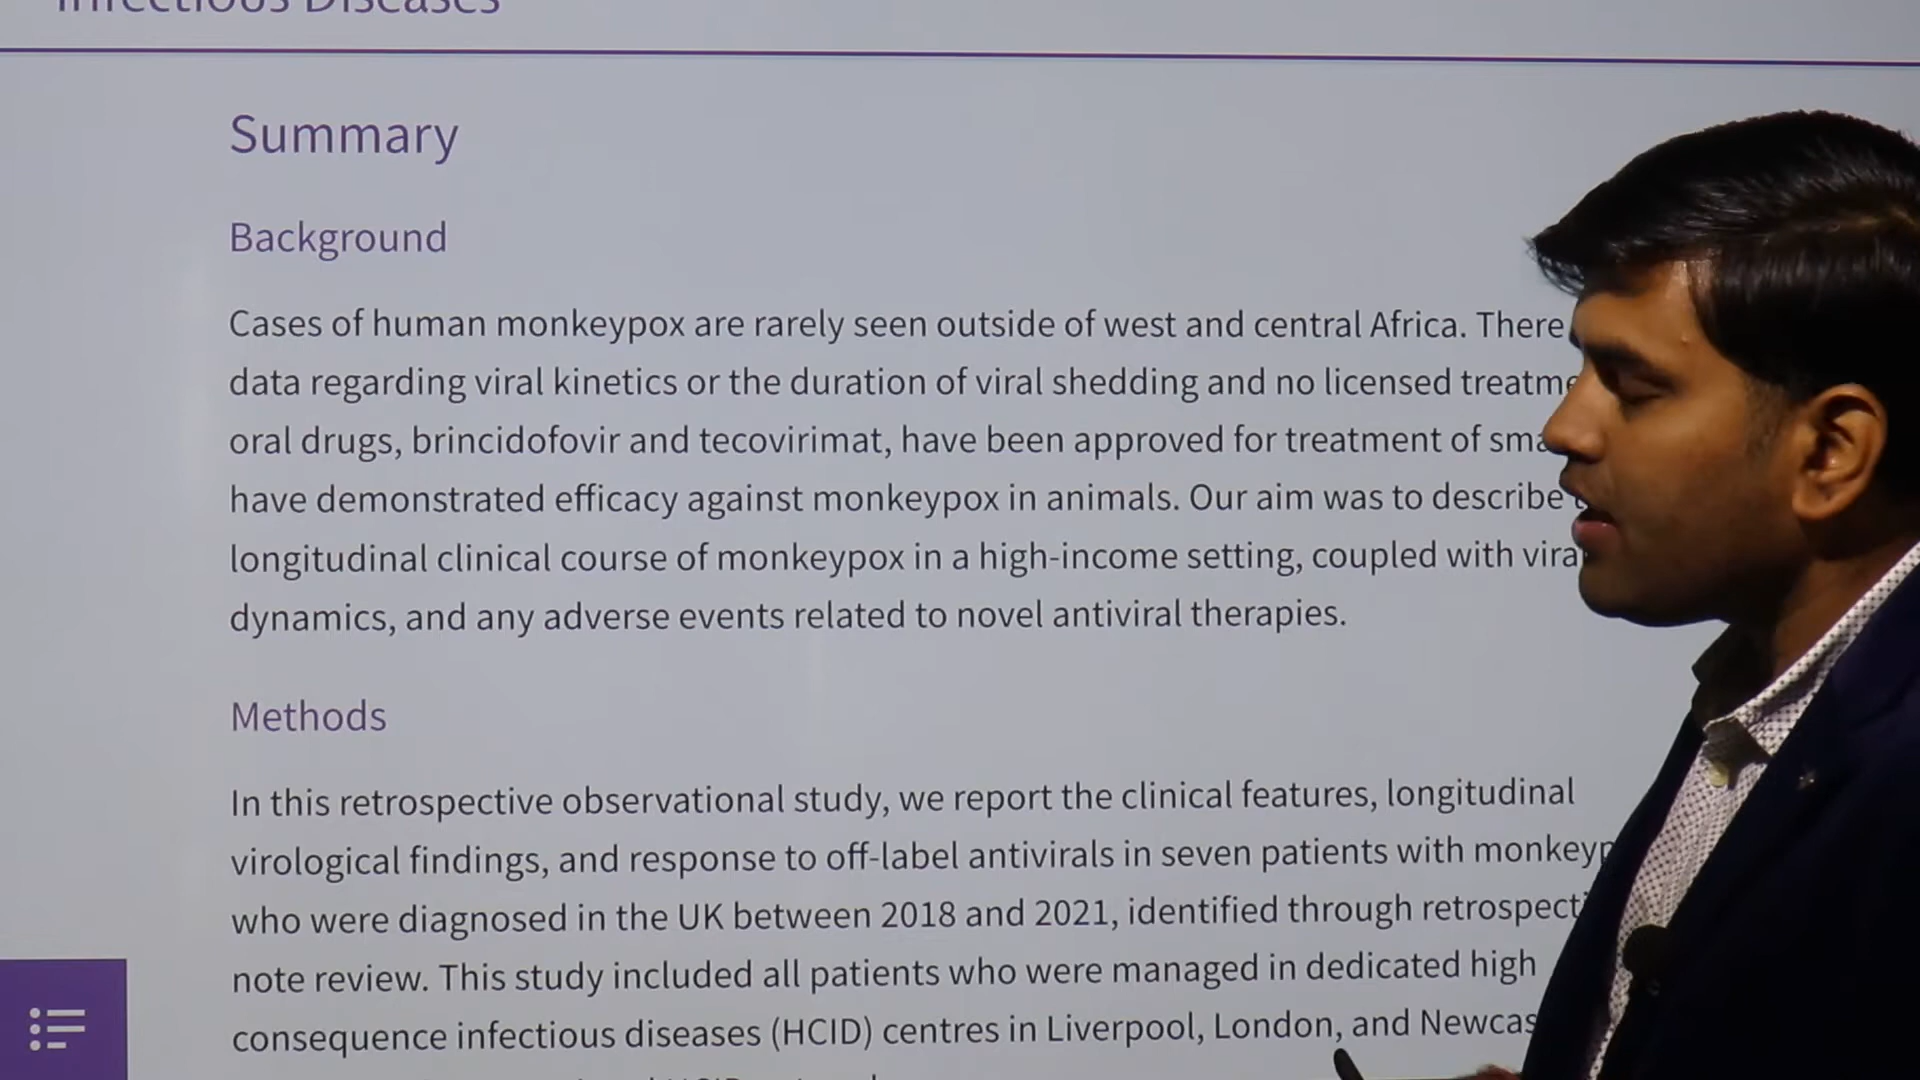 Infectious Diseases
Summary
Background
Cases of human monkeypox are rarely seen outside of west and central Africa. There
data regarding viral kinetics or the duration of viral shedding and no licensed
oral drugs, brincidofovir and tecovirimat, have been approved for treatment of
have demonstrated efficacy against monkeypox in animals. Our aim was to describe
longitudinal clinical course of monkeypox in a high-income setting, coupled with
dynamics, and any adverse events related to novel antiviral therapies.
Methods
In this retrospective observational study, we report the clinical features, longitudinal
virological findings, and response to off-label antivirals in seven patients with
who were diagnosed in the UK between 2018 and 2021, identified through
note review. This study included all patients who were managed in dedicated high
consequence infectious diseases (HCID) centres in Liverpool, London, and